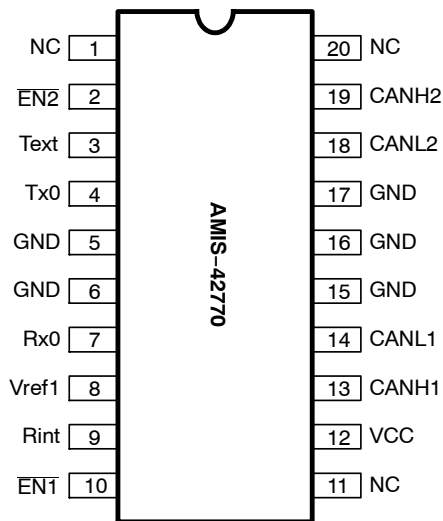 NC 1 20 NC
E̅N̅2̅ 2 19 CANH2
Text 3 18 CANL2
Tx0 4 17 GND
GND 5 16 GND
GND 6 15 GND
Rx0 7 14 CANL1
Vref1 8 13 CANH1
Rint 9 12 VCC
E̅N̅1̅ 10 11 NC
AMIS−42770